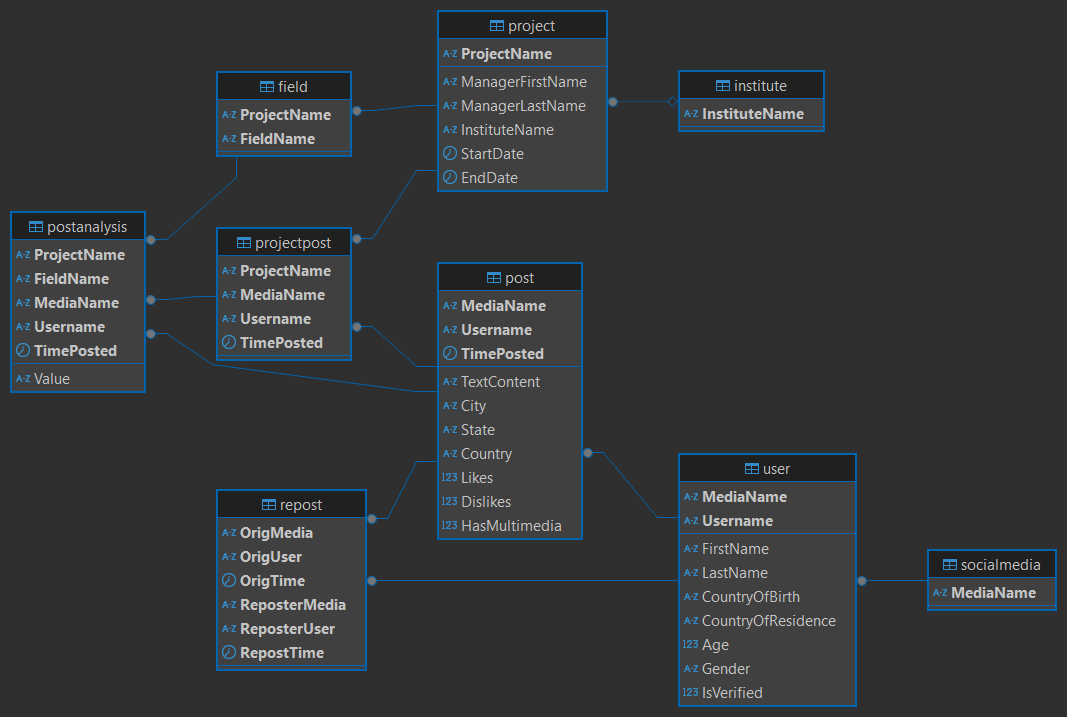 project
ProjectName
ManagerFirstName
ManagerLastName
InstituteName
StartDate
EndDate
field
ProjectName
FieldName
institute
InstituteName
postanalysis
ProjectName
FieldName
MediaName
Username
TimePosted
Value
projectpost
ProjectName
MediaName
Username
TimePosted
post
MediaName
Username
TimePosted
TextContent
City
State
Country
123 Likes
123 Dislikes
123 HasMultimedia
repost
OrigMedia
OrigUser
OrigTime
ReposterMedia
ReposterUser
RepostTime
user
MediaName
Username
FirstName
LastName
CountryOfBirth
CountryOfResidence
123 Age
Gender
123 IsVerified
socialmedia
MediaName